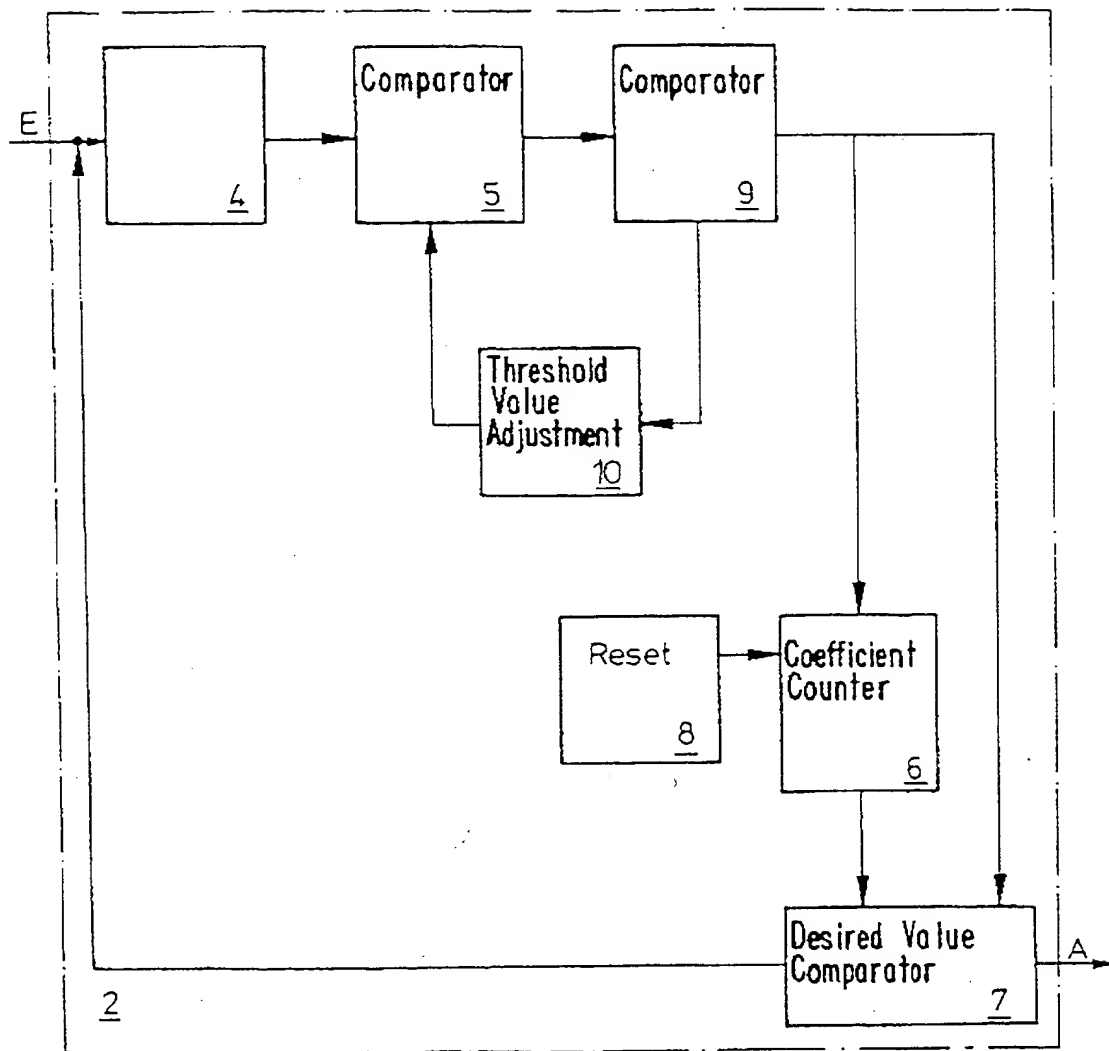 E
4
Comparator
5
Comparator
9
Threshold
Value
Adjustment
10
Reset
8
Coefficient
Counter
6
Desired Value
Comparator
7
A
2